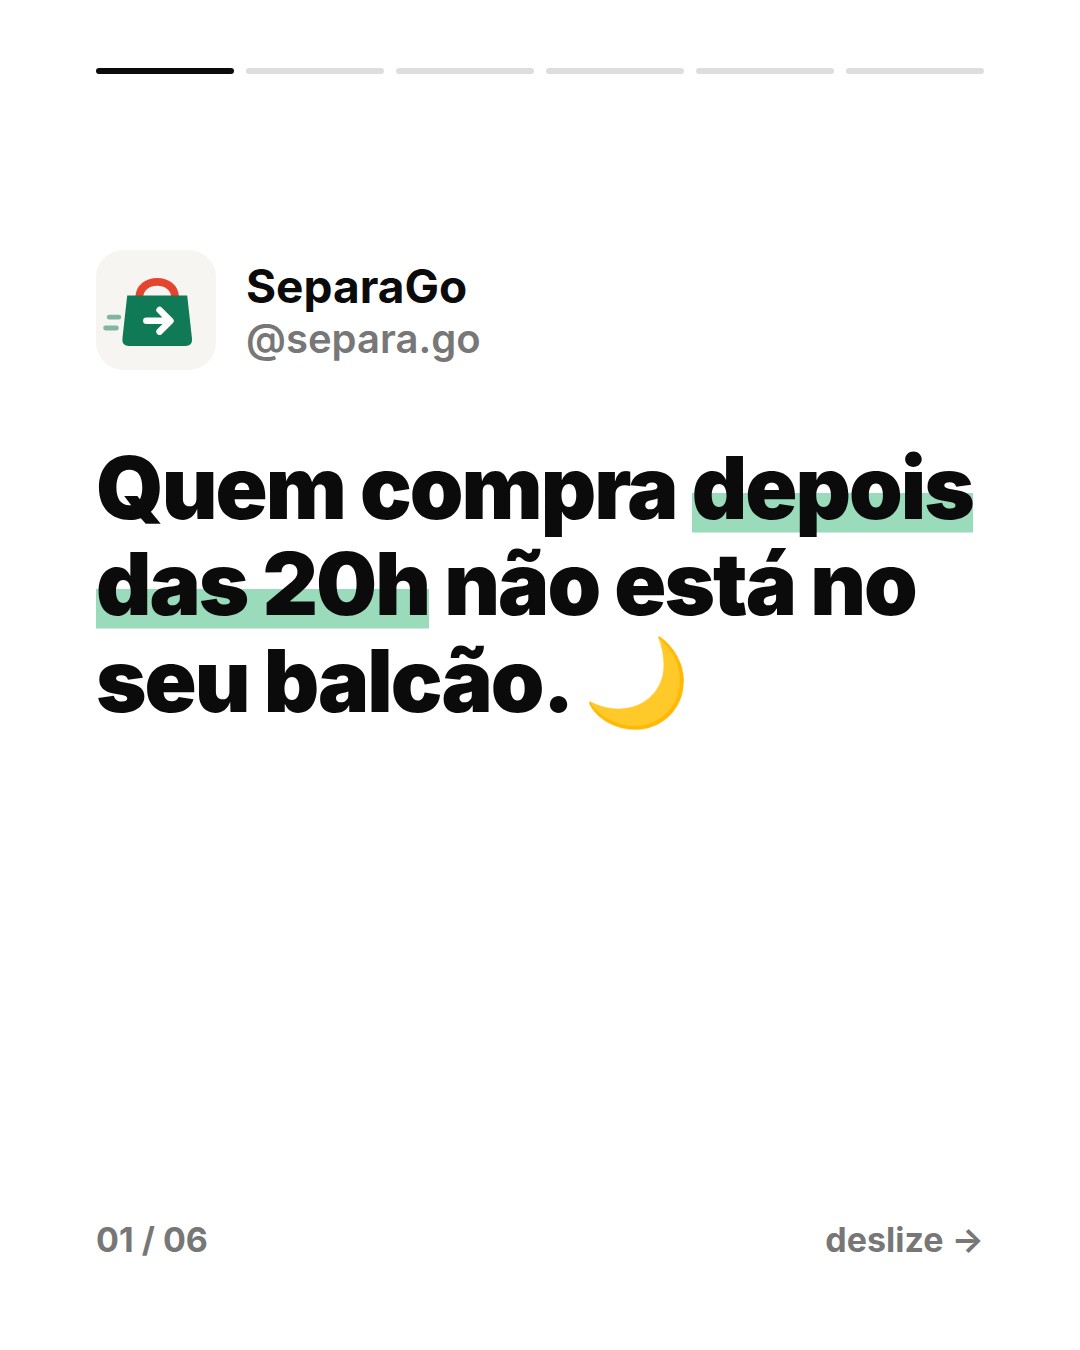 SeparaGo
@separa.go
Quem compra depois
das 20h não está no
seu balcão. 🌙
01 / 06
deslize →